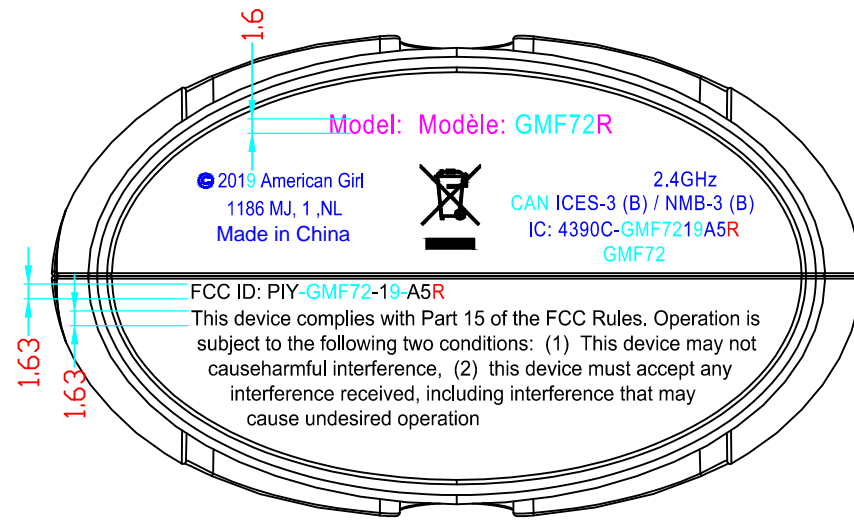 1.6
Model: Modèle: GMF72R
© 2019 American Girl
1186 MJ, 1 ,NL
Made in China
2.4GHz
CAN ICES-3 (B) / NMB-3 (B)
IC: 4390C-GMF7219A5R
GMF72
1.63
1.63
FCC ID: PIY-GMF72-19-A5R
This device complies with Part 15 of the FCC Rules. Operation is
subject to the following two conditions: (1) This device may not
causeharmful interference, (2) this device must accept any
interference received, including interference that may
cause undesired operation